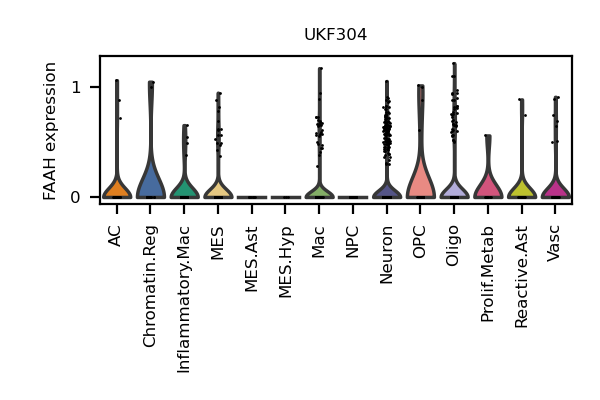 UKF304
FAAH expression
1
0
AC
Chromatin.Reg
Inflammatory.Mac
MES
MES.Ast
MES.Hyp
Mac
NPC
Neuron
OPC
Oligo
Prolif.Metab
Reactive.Ast
Vasc